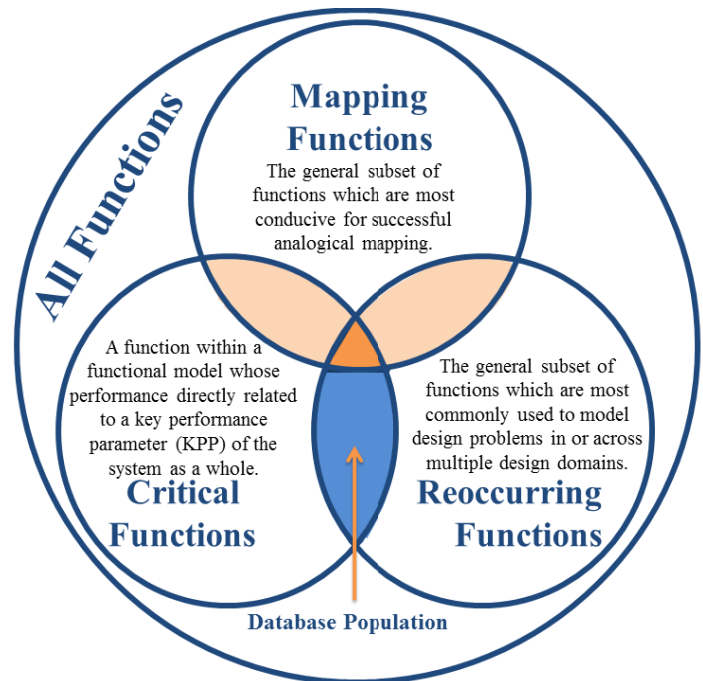 All Functions
Mapping
Functions
The general subset of
functions which are most
conducive for successful
analogical mapping.
A function within a
functional model whose
performance directly related
to a key performance
parameter (KPP) of the
system as a whole.
Critical
Functions
The general subset of
functions which are most
commonly used to model
design problems in or across
multiple design domains.
Reoccurring
Functions
Database Population